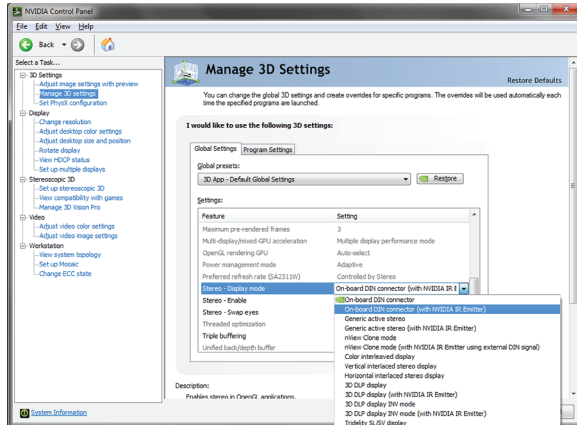 NVIDIA Control Panel
File Edit View Help
Back
Select a Task...
3D Settings
Adjust image settings with preview
Manage 3D settings
Set PhysX configuration
Display
Change resolution
Adjust desktop color settings
Adjust desktop size and position
Rotate display
View HDCP status
Set up multiple displays
Stereoscopic 3D
Set up stereoscopic 3D
View compatibility with games
Manage 3D Vision Pro
Video
Adjust video color settings
Adjust video image settings
Workstation
View system topology
Set up Mosaic
Change ECC state
System Information
Manage 3D Settings
Restore Defaults
You can change the global 3D settings and create overrides for specific programs. The overrides will be used automatically each
time the specified programs are launched.
I would like to use the following 3D settings:
Global Settings Program Settings
Global presets:
3D App - Default Global Settings Restore
Settings:
Feature Setting
Maximum pre-rendered frames 3
Multi-display/mixed-GPU acceleration Multiple display performance mode
OpenGL rendering GPU Auto-select
Power management mode Adaptive
Preferred refresh rate (SA2311W) Controlled by Stereo
Stereo - Display mode On-board DIN connector (with NVIDIA IR E
Stereo - Enable
Stereo - Swap eyes
Threaded optimization
Triple buffering
Unified back/depth buffer
On-board DIN connector
On-board DIN connector (with NVIDIA IR Emitter)
Generic active stereo
Generic active stereo (with NVIDIA IR Emitter)
nView Clone mode
nView Clone mode (with NVIDIA IR Emitter using external DIN signal)
Color interleaved display
Vertical interlaced stereo display
Horizontal interlaced stereo display
3D DLP display
3D DLP display (with NVIDIA IR Emitter)
3D DLP display INV mode
3D DLP display INV mode (with NVIDIA IR Emitter)
Tridelity SL/SV display
Description:
Enables stereo in OpenGL applications.